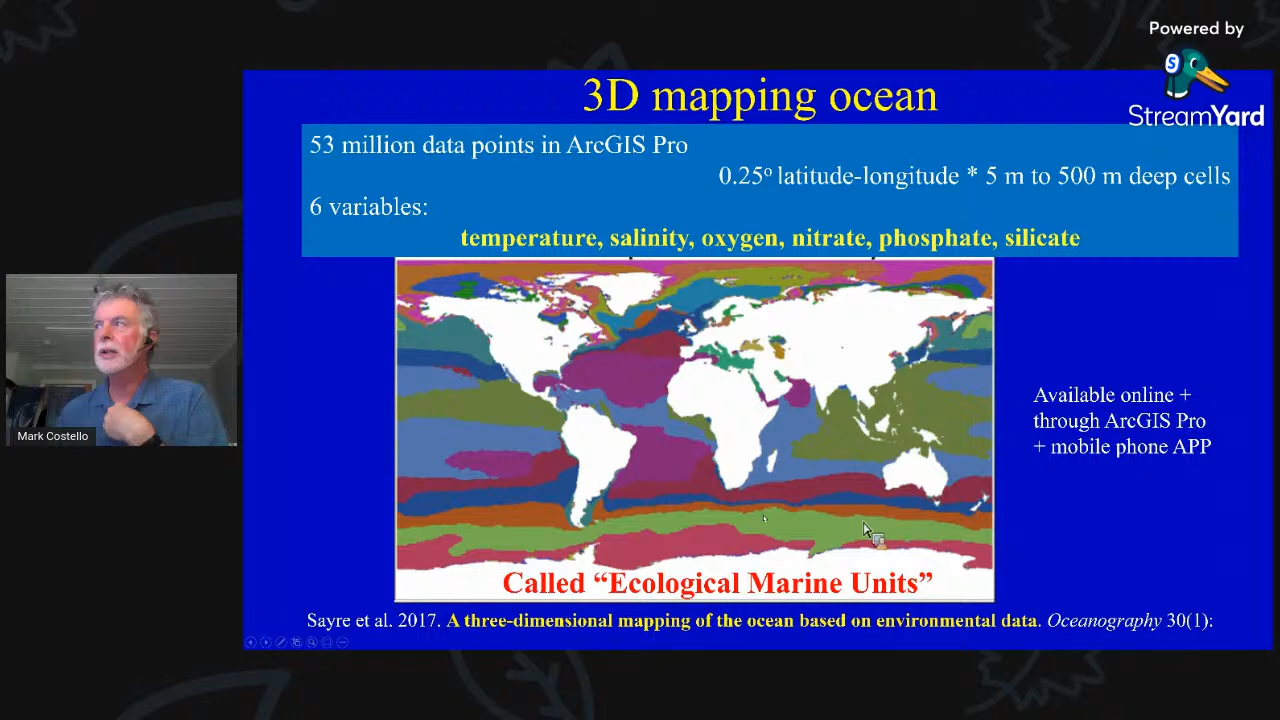 Powered by
StreamYard
3D mapping ocean
53 million data points in ArcGIS Pro
0.25º latitude-longitude * 5 m to 500 m deep cells
6 variables:
temperature, salinity, oxygen, nitrate, phosphate, silicate
Available online +
through ArcGIS Pro
+ mobile phone APP
Mark Costello
Called “Ecological Marine Units”
Sayre et al. 2017. A three-dimensional mapping of the ocean based on environmental data. Oceanography 30(1):